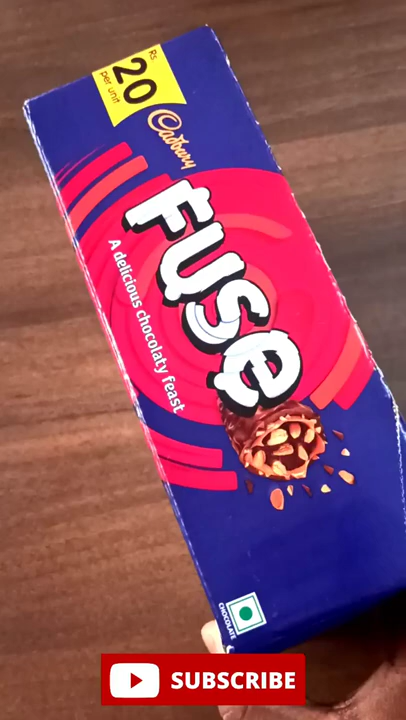 Rs
20
per unit
Cadbury
Fuse
A delicious chocolaty feast
CHOCOLATE
SUBSCRIBE